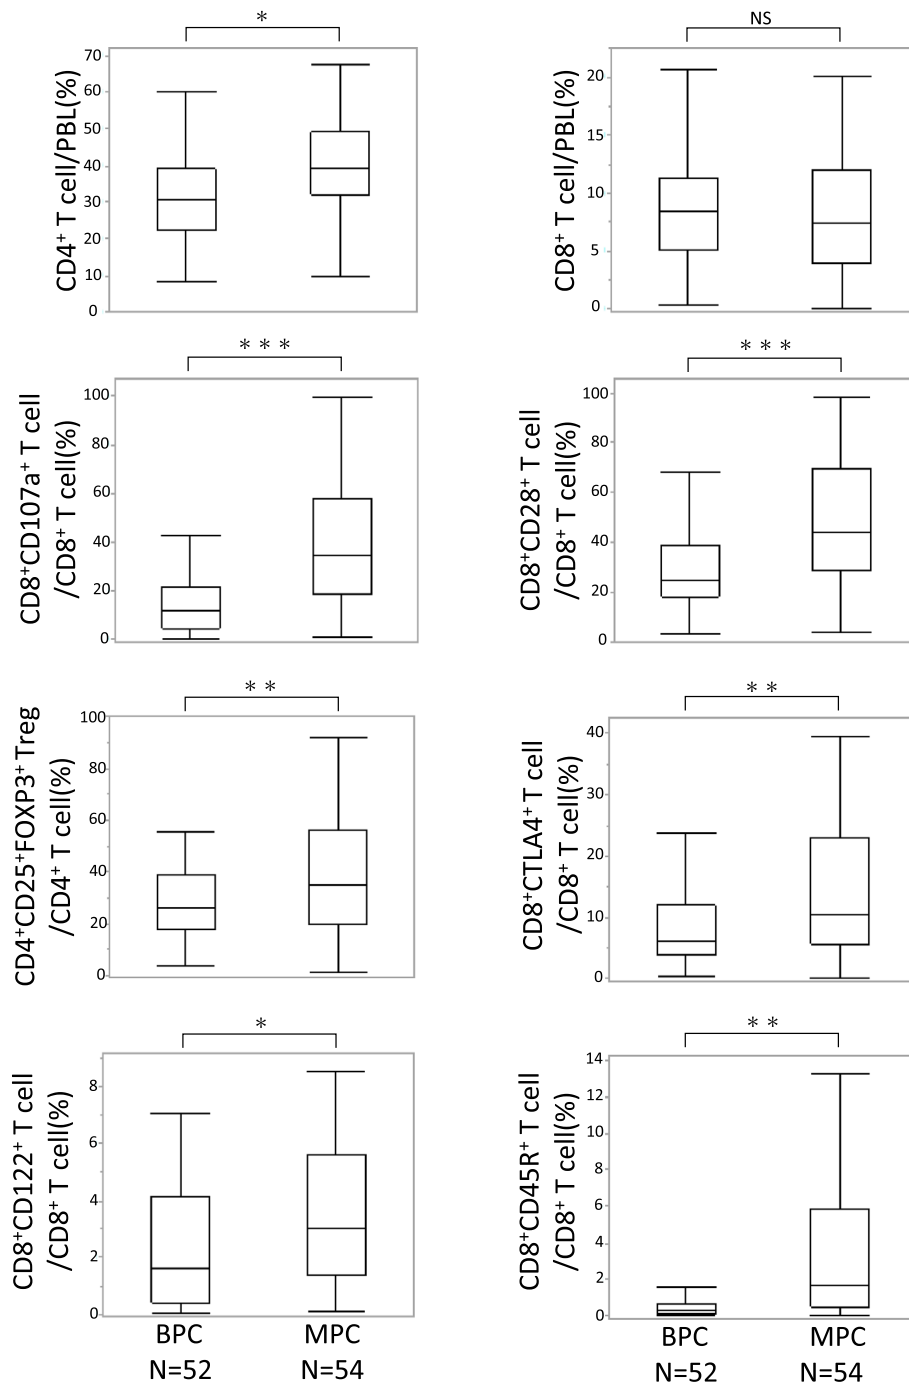 *
NS
CD4⁺ T cell/PBL(%)
70
60
50
40
30
20
10
0
CD8⁺ T cell/PBL(%)
20
15
10
5
0
* * *
* * *
CD8⁺CD107a⁺ T cell
/CD8⁺ T cell(%)
100
80
60
40
20
0
CD8⁺CD28⁺ T cell
/CD8⁺ T cell(%)
100
80
60
40
20
0
* *
* *
CD4⁺CD25⁺FOXP3⁺Treg
/CD4⁺ T cell(%)
100
80
60
40
20
0
CD8⁺CTLA4⁺ T cell
/CD8⁺ T cell(%)
40
30
20
10
0
*
* *
CD8⁺CD122⁺ T cell
/CD8⁺ T cell(%)
8
6
4
2
0
CD8⁺CD45R⁺ T cell
/CD8⁺ T cell(%)
14
12
10
8
6
4
2
0
BPC MPC
N=52 N=54
BPC MPC
N=52 N=54